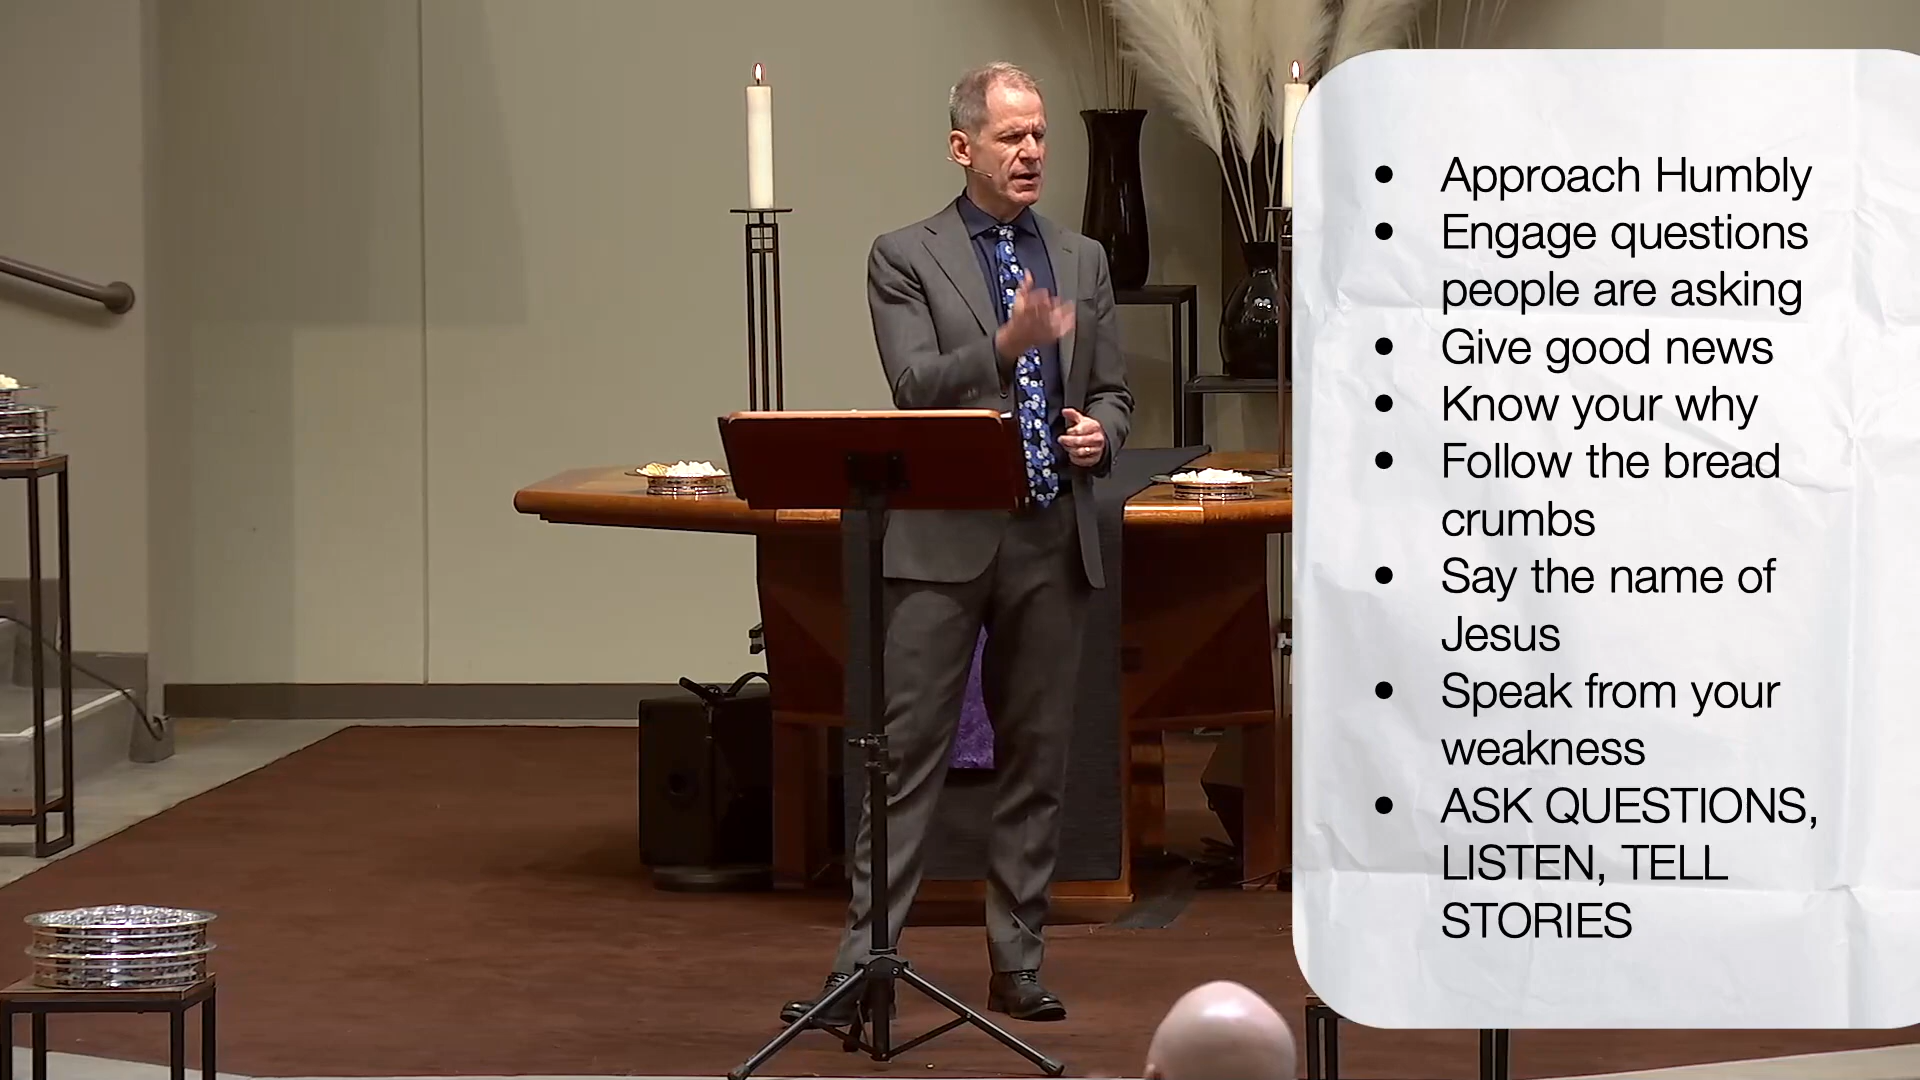 • Approach Humbly
• Engage questions
people are asking
• Give good news
• Know your why
• Follow the bread
crumbs
• Say the name of
Jesus
• Speak from your
weakness
• ASK QUESTIONS,
LISTEN, TELL
STORIES